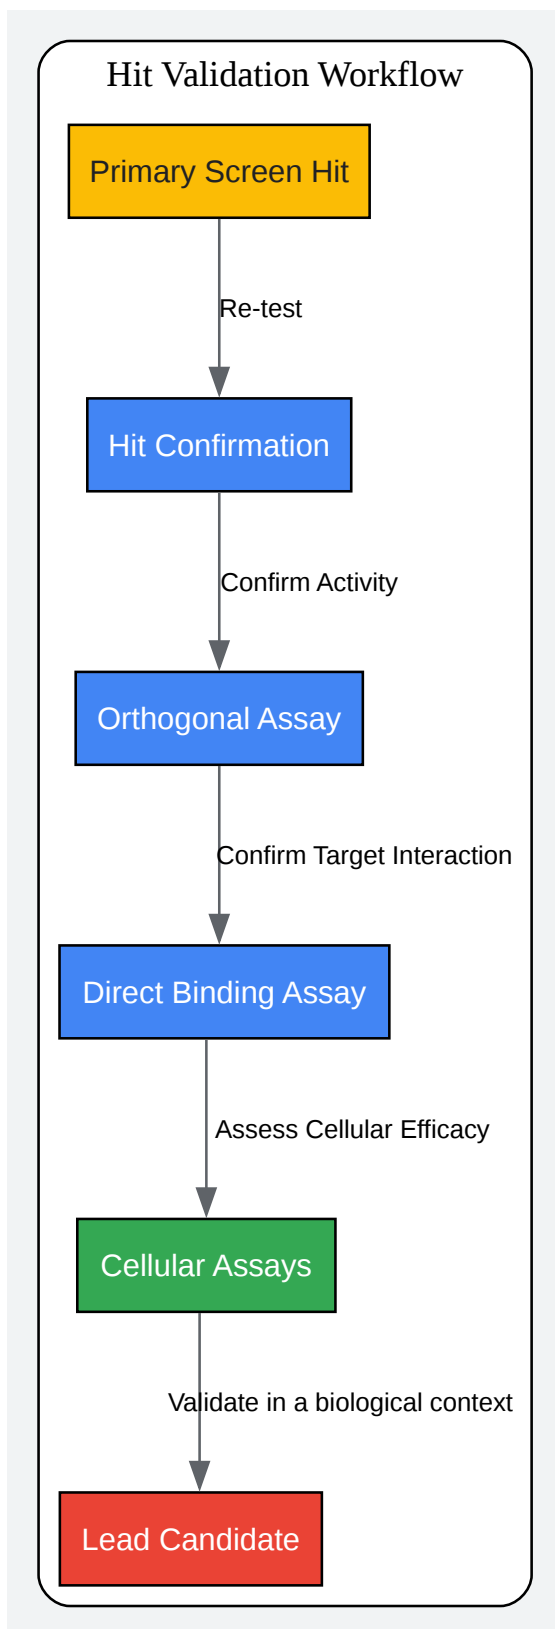 Hit Validation Workflow
Primary Screen Hit
Re-test
Hit Confirmation
Confirm Activity
Orthogonal Assay
Confirm Target Interaction
Direct Binding Assay
Assess Cellular Efficacy
Cellular Assays
Validate in a biological context
Lead Candidate